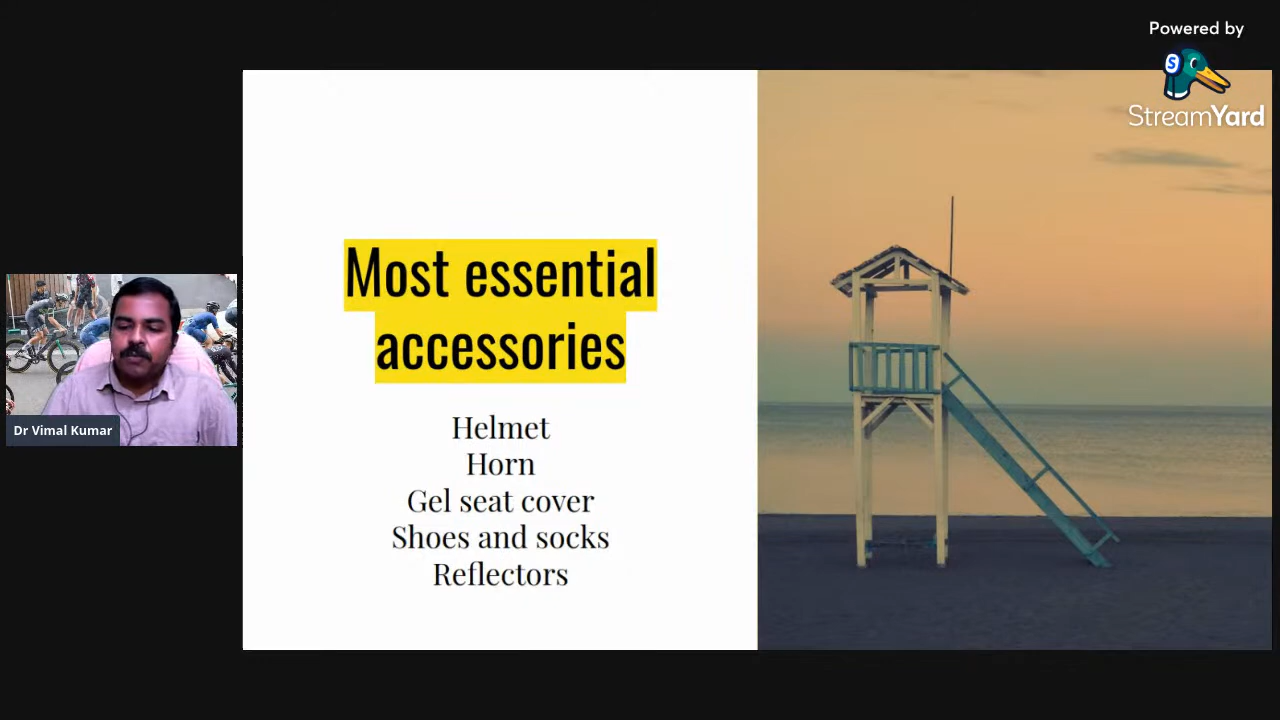 Powered by
S
StreamYard
Most essential
accessories
Helmet
Horn
Gel seat cover
Shoes and socks
Reflectors
Dr Vimal Kumar